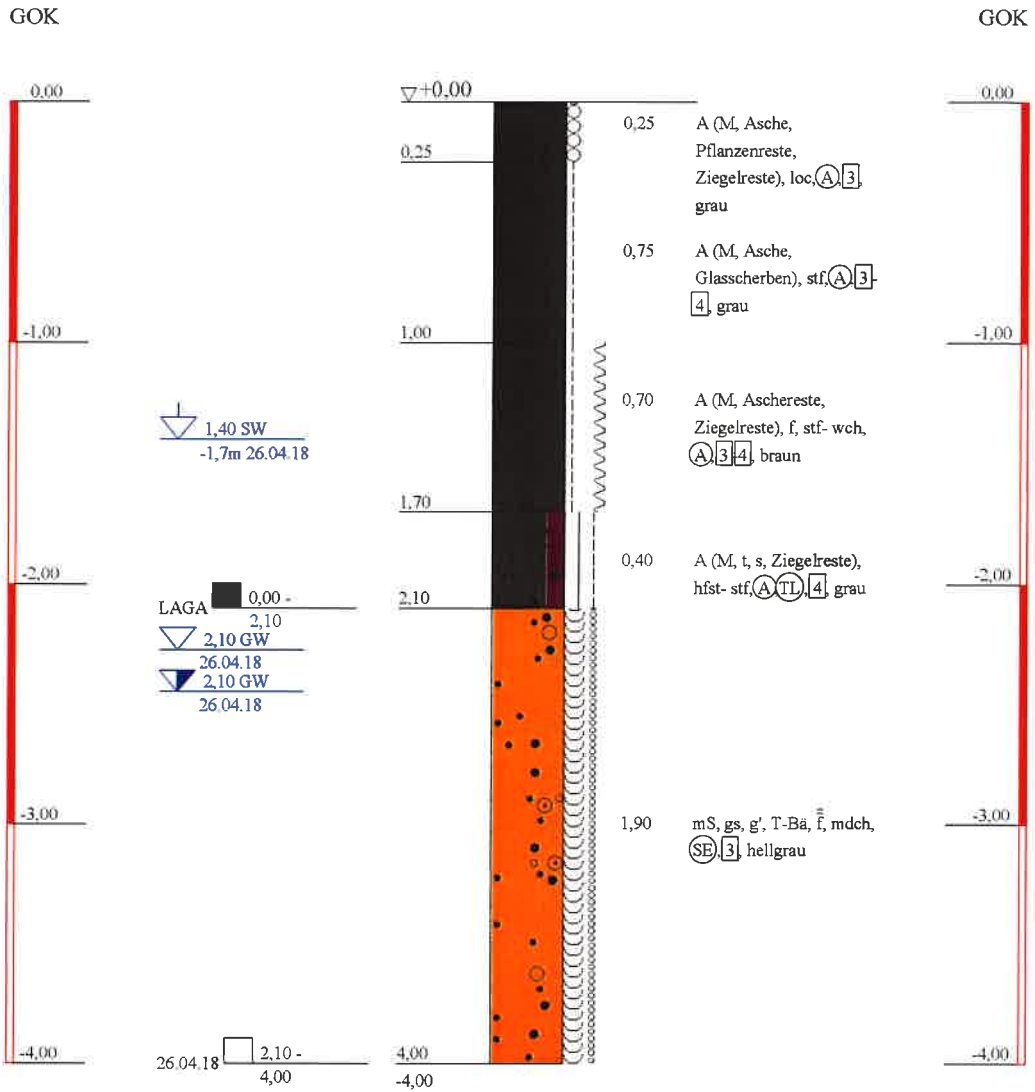 GOK
GOK
0,00
+0,00
0,00
0,25 A (M, Asche,
Pflanzenreste,
Ziegelreste), loc, A, 3,
grau
0,25
0,75 A (M, Asche,
Glasscherben), stf, A, 3-
4, grau
-1,00
1,00
-1,00
0,70 A (M, Aschereste,
Ziegelreste), f, stf- wch,
A, 3-4, braun
1,40 SW
-1,7m 26.04.18
1,70
0,40 A (M, t, s, Ziegelreste),
hfst- stf, A, TL, 4, grau
-2,00
-2,00
LAGA 0,00 -
2,10
2,10
2,10 GW
26.04.18
2,10 GW
26.04.18
-3,00
-3,00
1,90 mS, gs, g', T-Bä, f̿, mdch,
SE, 3, hellgrau
26.04.18 2,10 -
4,00
-4,00
4,00
-4,00
-4,00